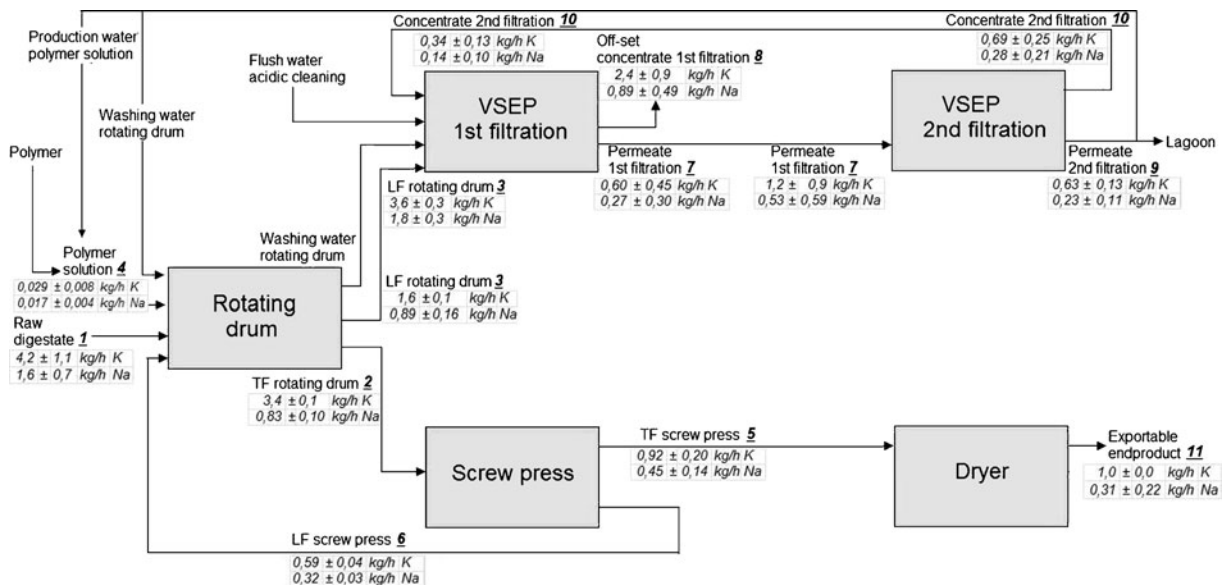 Concentrate 2nd filtration 10
0,34 ± 0,13 kg/h K
0,14 ± 0,10 kg/h Na
Concentrate 2nd filtration 10
0,69 ± 0,25 kg/h K
0,28 ± 0,21 kg/h Na
Production water
polymer solution
Flush water
acidic cleaning
Off-set
concentrate 1st filtration 8
2,4 ± 0,9 kg/h K
0,89 ± 0,49 kg/h Na
VSEP
1st filtration
VSEP
2nd filtration
Washing water
rotating drum
Polymer
Lagoon
LF rotating drum 3
3,6 ± 0,3 kg/h K
1,8 ± 0,3 kg/h Na
Permeate
1st filtration 7
0,60 ± 0,45 kg/h K
0,27 ± 0,30 kg/h Na
Permeate
1st filtration 7
1,2 ± 0,9 kg/h K
0,53 ± 0,59 kg/h Na
Permeate
2nd filtration 9
0,63 ± 0,13 kg/h K
0,23 ± 0,11 kg/h Na
Washing water
rotating drum
Polymer
solution 4
0,029 ± 0,008 kg/h K
0,017 ± 0,004 kg/h Na
Rotating
drum
LF rotating drum 3
1,6 ± 0,1 kg/h K
0,89 ± 0,16 kg/h Na
Raw
digestate 1
4,2 ± 1,1 kg/h K
1,6 ± 0,7 kg/h Na
TF rotating drum 2
3,4 ± 0,1 kg/h K
0,83 ± 0,10 kg/h Na
Screw press
TF screw press 5
0,92 ± 0,20 kg/h K
0,45 ± 0,14 kg/h Na
Dryer
Exportable
endproduct 11
1,0 ± 0,0 kg/h K
0,31 ± 0,22 kg/h Na
LF screw press 6
0,59 ± 0,04 kg/h K
0,32 ± 0,03 kg/h Na